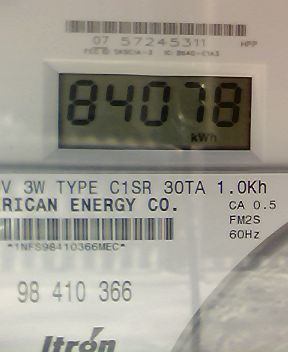 07 57245311 HPP
84078
kWh
V 3W TYPE C1SR 30TA 1.0Kh
RICAN ENERGY CO. CA 0.5
FM2S
60Hz
*1NFS98410366MEC*
98 410 366
Itrón